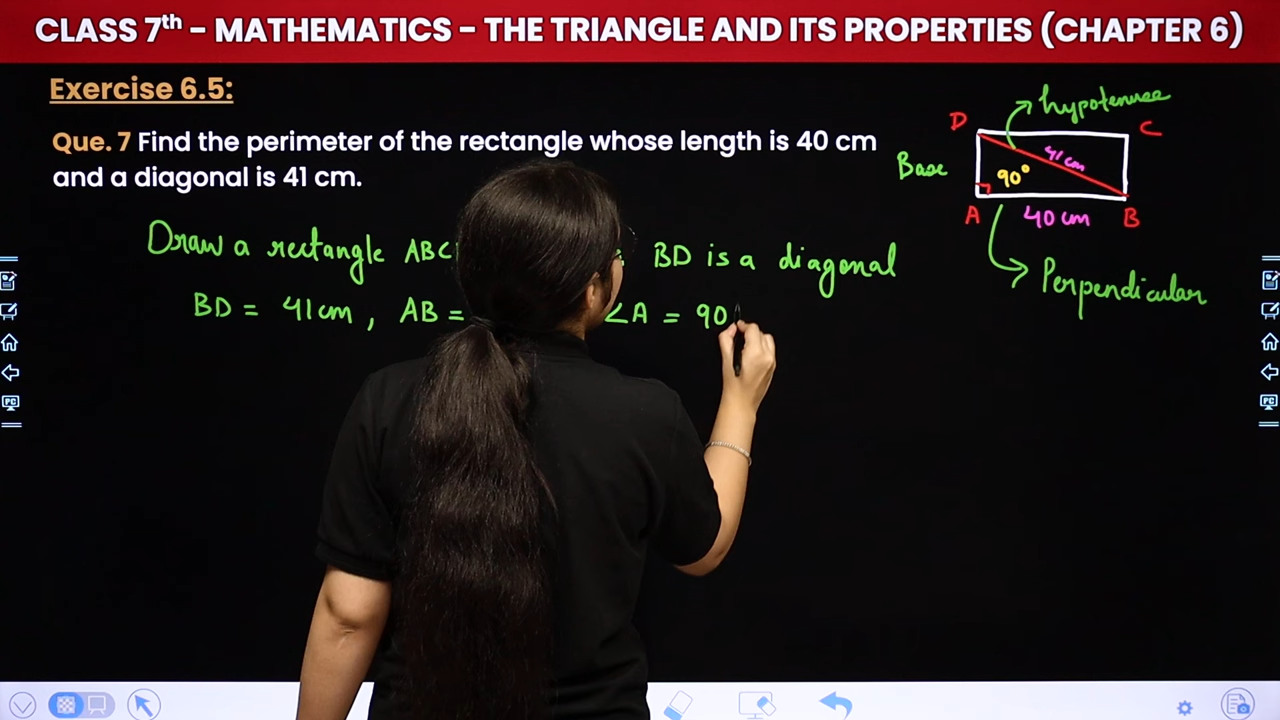 CLASS 7th - MATHEMATICS - THE TRIANGLE AND ITS PROPERTIES (CHAPTER 6)
Exercise 6.5:
Que. 7 Find the perimeter of the rectangle whose length is 40 cm
and a diagonal is 41 cm.
Draw a rectangle ABC BD is a diagonal
BD = 41cm, AB = ∠A = 90
hypotenuse
D
C
Base
41cm
90°
A
40 cm
B
Perpendicular
PC
PC